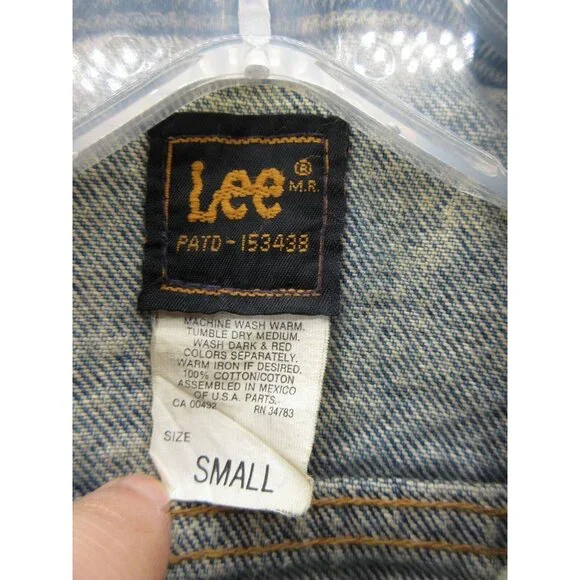 Lee ® M.R.
PATD-153438
MACHINE WASH WARM.
TUMBLE DRY MEDIUM.
WASH DARK & RED
COLORS SEPARATELY.
WARM IRON IF DESIRED.
100% COTTON/COTON
ASSEMBLED IN MEXICO
OF U.S.A. PARTS.
CA 00492 RN 34783
SIZE
SMALL